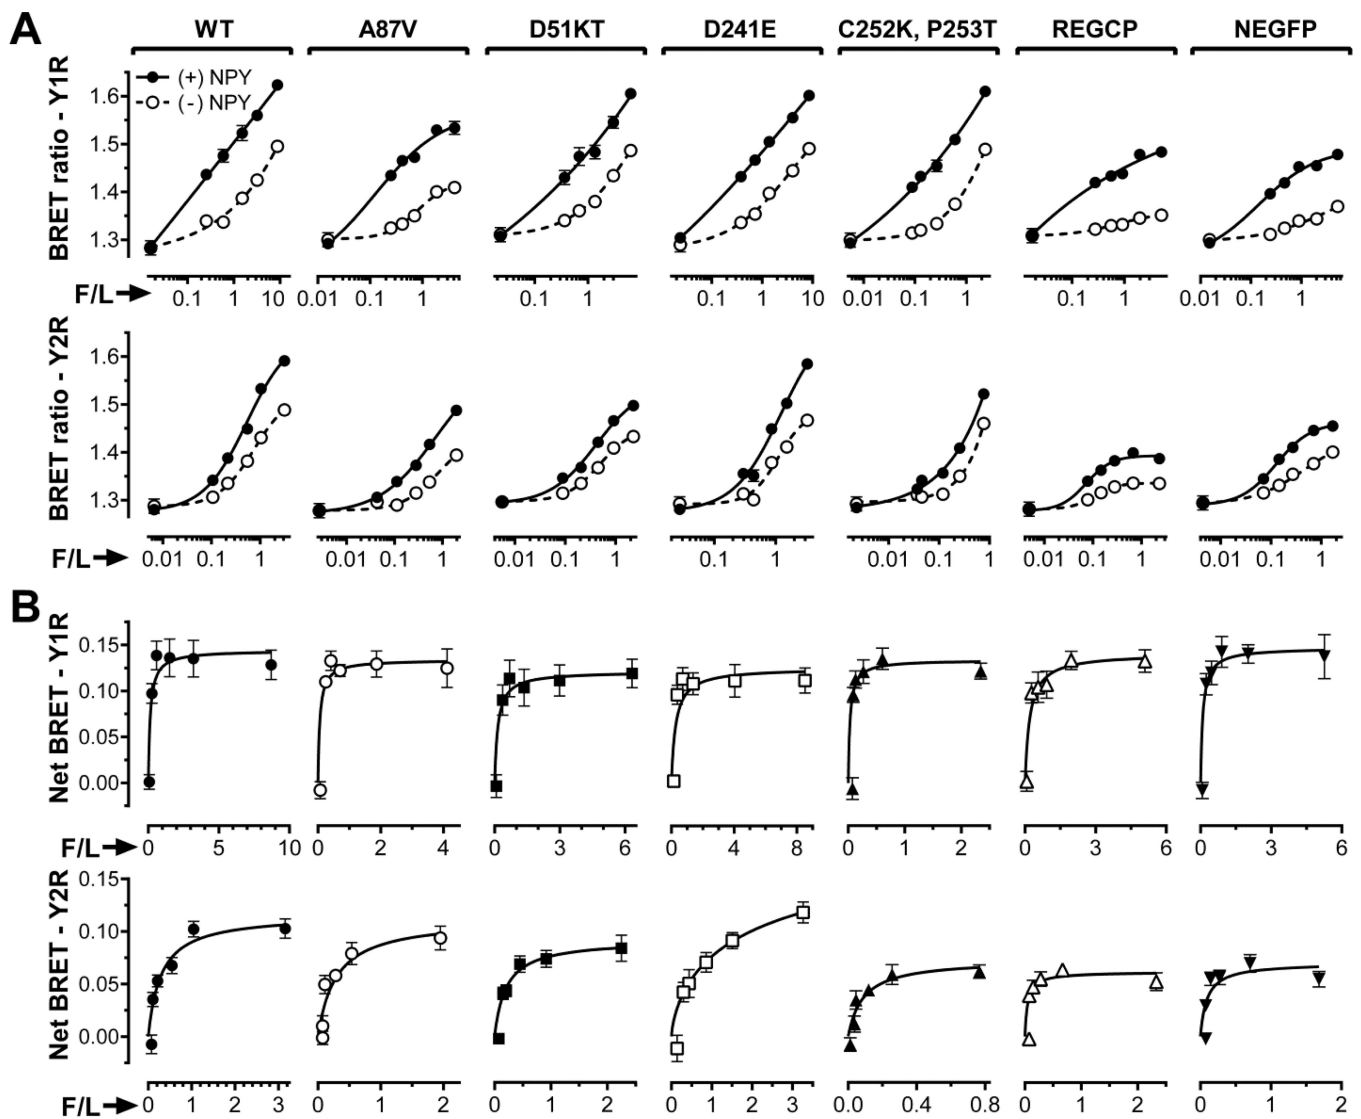 A
WT A87V D51KT D241E C252K, P253T REGCP NEGFP
BRET ratio - Y1R
1.6
1.5
1.4
1.3
(+) NPY
(-) NPY
F/L
0.1 1 10 0.01 0.1 1 0.1 1 0.1 1 10 0.01 0.1 1 0.1 1 0.01 0.1 1
BRET ratio - Y2R
1.6
1.5
1.4
1.3
F/L
0.01 0.1 1 0.01 0.1 1 0.01 0.1 1 0.1 1 0.01 0.1 1 0.01 0.1 1 0.01 0.1 1
B
Net BRET - Y1R
0.15
0.10
0.05
0.00
F/L
0 5 10 0 2 4 0 3 6 0 4 8 0 1 2 0 3 6 0 3 6
Net BRET - Y2R
0.15
0.10
0.05
0.00
F/L
0 1 2 3 0 1 2 0 1 2 0 1 2 3 0.0 0.4 0.8 0 1 2 0 1 2